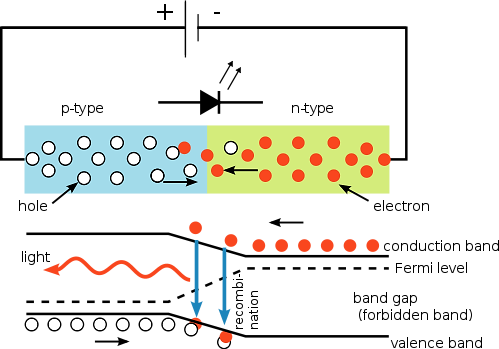 + -
p-type
n-type
hole
electron
conduction band
light
Fermi level
recombi-
nation
band gap
(forbidden band)
valence band